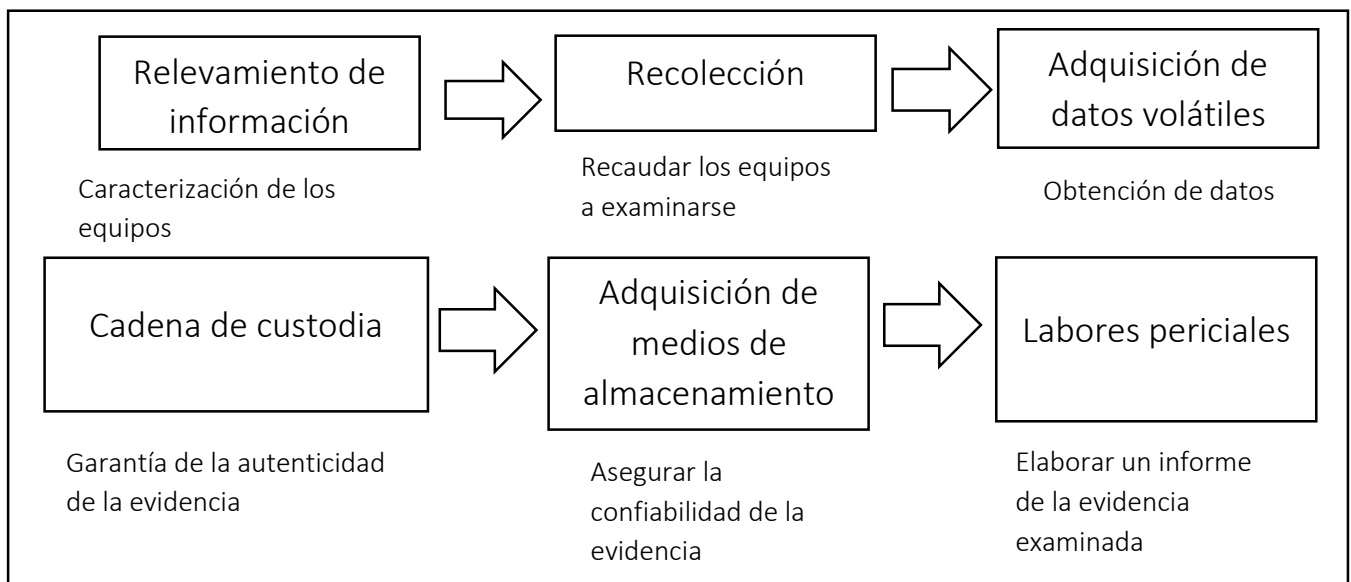 Relevamiento de
información
Recolección
Adquisición de
datos volátiles
Caracterización de los
equipos
Recaudar los equipos
a examinarse
Obtención de datos
Cadena de custodia
Adquisición de
medios de
almacenamiento
Labores periciales
Garantía de la autenticidad
de la evidencia
Asegurar la
confiabilidad de la
evidencia
Elaborar un informe
de la evidencia
examinada